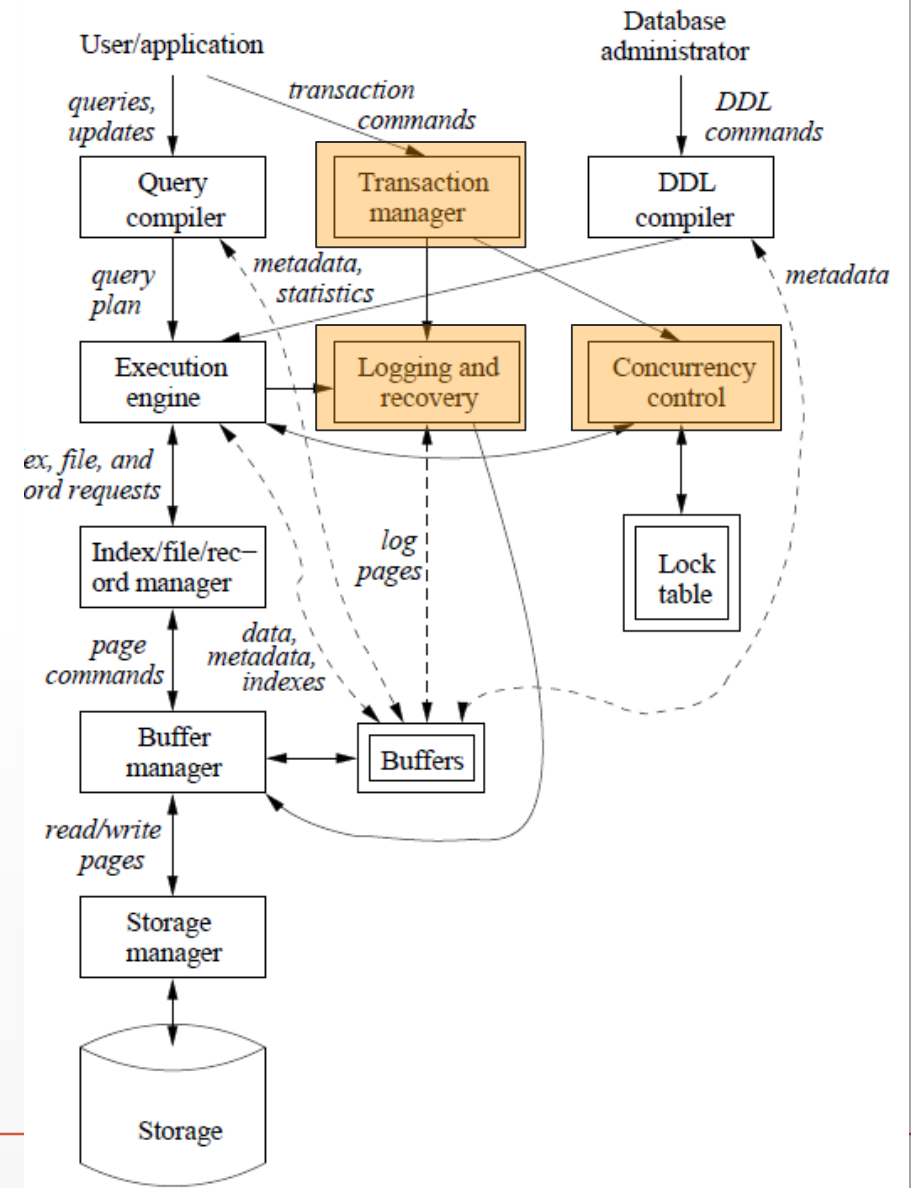 User/application
Database
administrator
queries,
updates
transaction
commands
DDL
commands
Query
compiler
Transaction
manager
DDL
compiler
query
plan
metadata,
statistics
metadata
Execution
engine
Logging and
recovery
Concurrency
control
ex, file, and
ord requests
Index/file/rec−
ord manager
log
pages
Lock
table
page
commands
data,
metadata,
indexes
Buffer
manager
Buffers
read/write
pages
Storage
manager
Storage